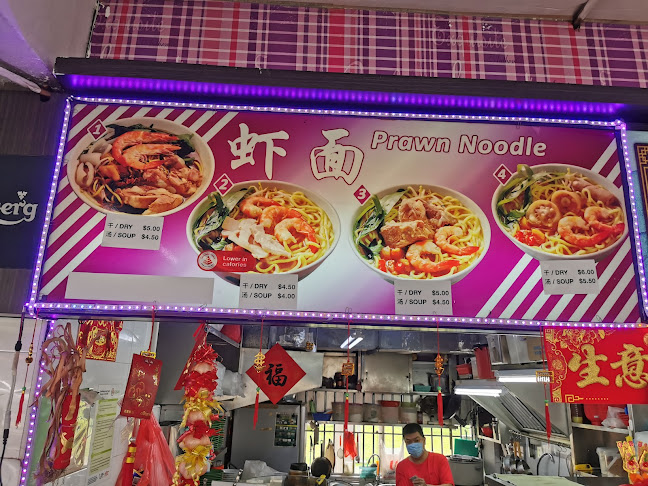 虾面 Prawn Noodle
1
干 / DRY $5.00
汤 / SOUP $4.50
2
Lower in
calories
干 / DRY $4.50
汤 / SOUP $4.00
3
干 / DRY $5.00
汤 / SOUP $4.50
4
干 / DRY $6.00
汤 / SOUP $5.50
erg
福
生意